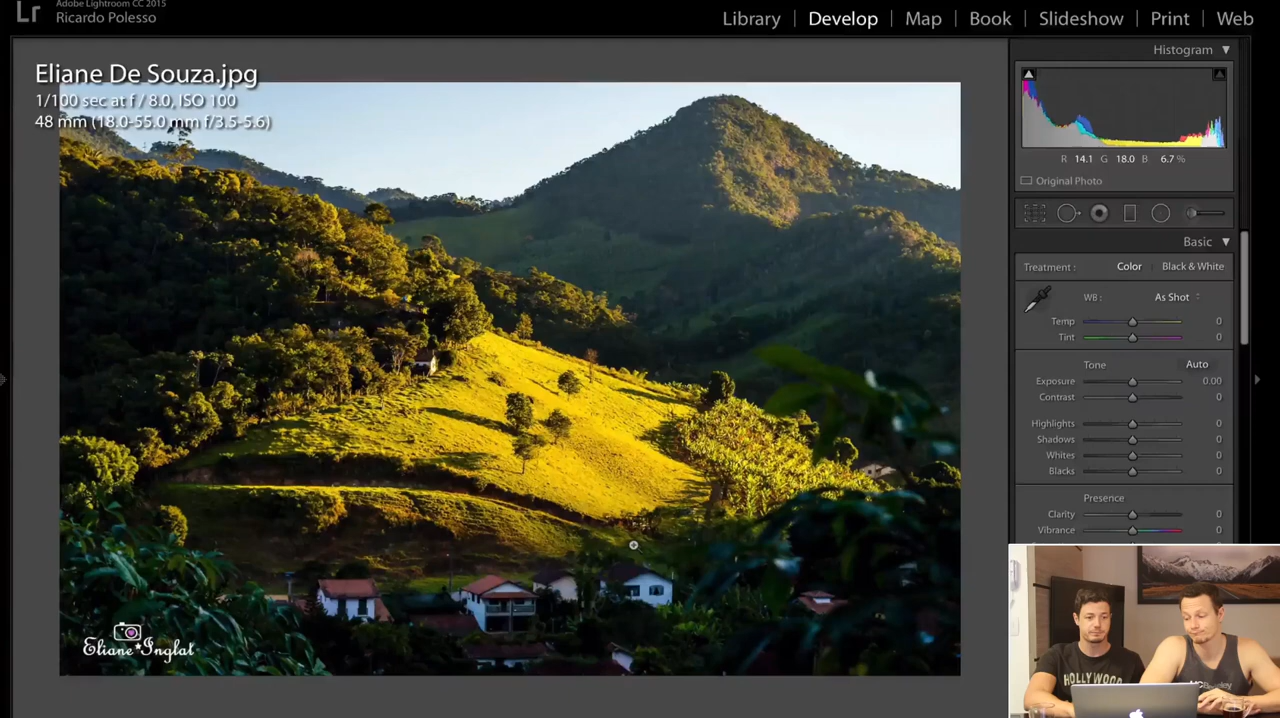 Lr
Adobe Lightroom CC 2015
Ricardo Polesso
Library | Develop | Map | Book | Slideshow | Print | Web
Eliane De Souza.jpg
1/100 sec at f / 8.0, ISO 100
48 mm (18.0-55.0 mm f/3.5-5.6)
Eliane Inglat
Histogram
R 14.1 G 18.0 B 6.7 %
Original Photo
Basic
Treatment : Color Black & White
WB : As Shot
Temp 0
Tint 0
Tone Auto
Exposure 0.00
Contrast 0
Highlights 0
Shadows 0
Whites 0
Blacks 0
Presence
Clarity 0
Vibrance 0
HOLLYWOOD